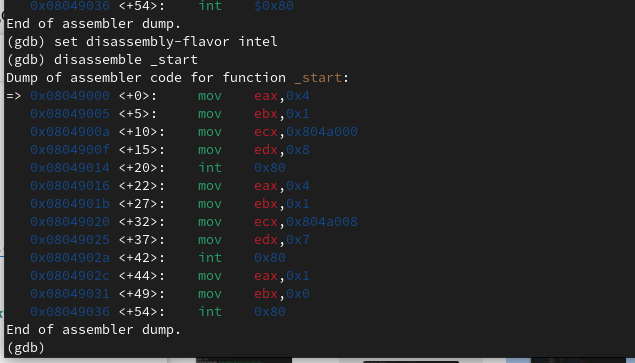 0x08049036 <+54>: int $0x80
End of assembler dump.
(gdb) set disassembly-flavor intel
(gdb) disassemble _start
Dump of assembler code for function _start:
=> 0x08049000 <+0>: mov eax,0x4
0x08049005 <+5>: mov ebx,0x1
0x0804900a <+10>: mov ecx,0x804a000
0x0804900f <+15>: mov edx,0x8
0x08049014 <+20>: int 0x80
0x08049016 <+22>: mov eax,0x4
0x0804901b <+27>: mov ebx,0x1
0x08049020 <+32>: mov ecx,0x804a008
0x08049025 <+37>: mov edx,0x7
0x0804902a <+42>: int 0x80
0x0804902c <+44>: mov eax,0x1
0x08049031 <+49>: mov ebx,0x0
0x08049036 <+54>: int 0x80
End of assembler dump.
(gdb)